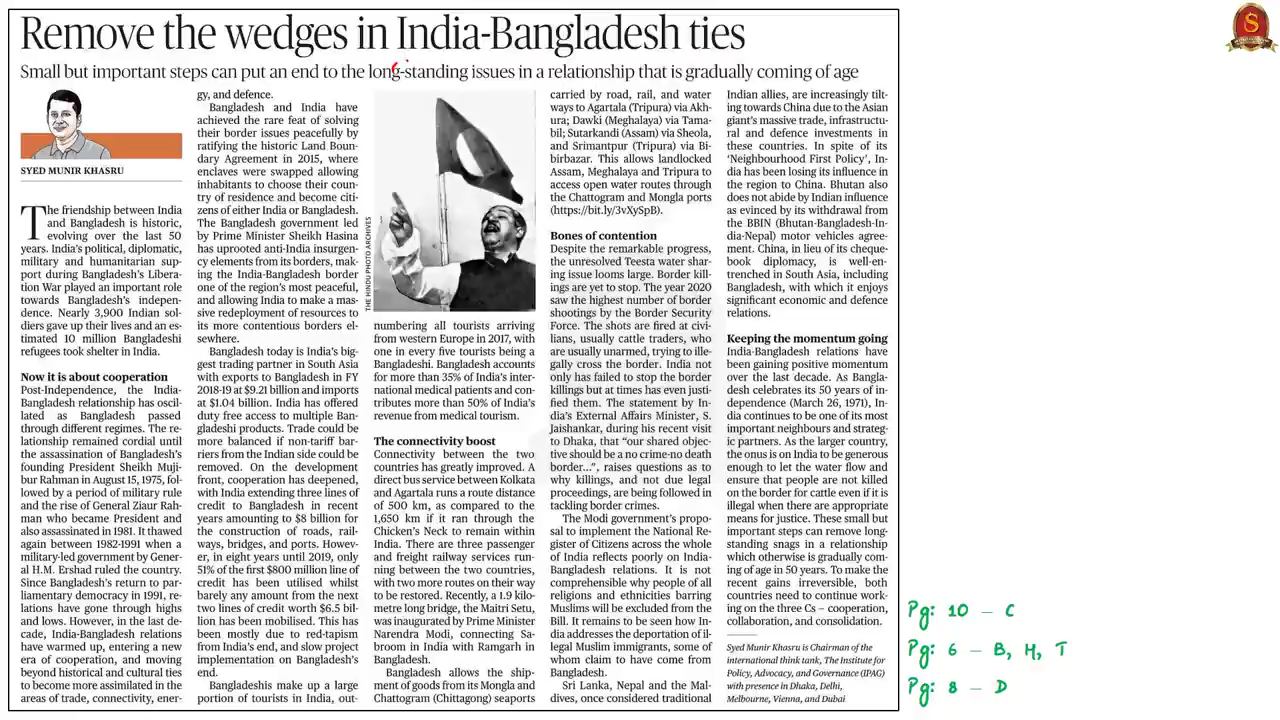 Remove the wedges in India-Bangladesh ties
Small but important steps can put an end to the long-standing issues in a relationship that is gradually coming of age
SYED MUNIR KHASRU
The friendship between India
and Bangladesh is historic,
evolving over the last 50
years. India's political, diplomatic,
military and humanitarian sup-
port during Bangladesh's Libera-
tion War played an important role
towards Bangladesh's indepen-
dence. Nearly 3,900 Indian sol-
diers gave up their lives and an es-
timated 10 million Bangladeshi
refugees took shelter in India.
Now it is about cooperation
Post-Independence, the India-
Bangladesh relationship has oscil-
lated as Bangladesh passed
through different regimes. The re-
lationship remained cordial until
the assassination of Bangladesh's
founding President Sheikh Muji-
bur Rahman in August 15, 1975, fol-
lowed by a period of military rule
and the rise of General Ziaur Rah-
man who became President and
also assassinated in 1981. It thawed
again between 1982-1991 when a
military-led government by Gener-
al H.M. Ershad ruled the country.
Since Bangladesh's return to par-
liamentary democracy in 1991, re-
lations have gone through highs
and lows. However, in the last de-
cade, India-Bangladesh relations
have warmed up, entering a new
era of cooperation, and moving
beyond historical and cultural ties
to become more assimilated in the
areas of trade, connectivity, ener-
gy, and defence.
Bangladesh and India have
achieved the rare feat of solving
their border issues peacefully by
ratifying the historic Land Boun-
dary Agreement in 2015, where
enclaves were swapped allowing
inhabitants to choose their coun-
try of residence and become citi-
zens of either India or Bangladesh.
The Bangladesh government led
by Prime Minister Sheikh Hasina
has uprooted anti-India insurgen-
cy elements from its borders, mak-
ing the India-Bangladesh border
one of the region's most peaceful,
and allowing India to make a mas-
sive redeployment of resources to
its more contentious borders el-
sewhere.
Bangladesh today is India's big-
gest trading partner in South Asia
with exports to Bangladesh in FY
2018-19 at $9.21 billion and imports
at $1.04 billion. India has offered
duty free access to multiple Ban-
gladeshi products. Trade could be
more balanced if non-tariff bar-
riers from the Indian side could be
removed. On the development
front, cooperation has deepened,
with India extending three lines of
credit to Bangladesh in recent
years amounting to $8 billion for
the construction of roads, rail-
ways, bridges, and ports. Howev-
er, in eight years until 2019, only
51% of the first $800 million line of
credit has been utilised whilst
barely any amount from the next
two lines of credit worth $6.5 bil-
lion has been mobilised. This has
been mostly due to red-tapism
from India's end, and slow project
implementation on Bangladesh's
end.
Bangladeshis make up a large
portion of tourists in India, out-
THE HINDU PHOTO ARCHIVES
numbering all tourists arriving
from western Europe in 2017, with
one in every five tourists being a
Bangladeshi. Bangladesh accounts
for more than 35% of India's inter-
national medical patients and con-
tributes more than 50% of India's
revenue from medical tourism.
The connectivity boost
Connectivity between the two
countries has greatly improved. A
direct bus service between Kolkata
and Agartala runs a route distance
of 500 km, as compared to the
1,650 km if it ran through the
Chicken's Neck to remain within
India. There are three passenger
and freight railway services run-
ning between the two countries,
with two more routes on their way
to be restored. Recently, a 1.9 kilo-
metre long bridge, the Maitri Setu,
was inaugurated by Prime Minister
Narendra Modi, connecting Sa-
broom in India with Ramgarh in
Bangladesh.
Bangladesh allows the ship-
ment of goods from its Mongla and
Chattogram (Chittagong) seaports
carried by road, rail, and water
ways to Agartala (Tripura) via Akh-
ura; Dawki (Meghalaya) via Tama-
bil; Sutarkandi (Assam) via Sheola,
and Srimantpur (Tripura) via Bi-
birbazar. This allows landlocked
Assam, Meghalaya and Tripura to
access open water routes through
the Chattogram and Mongla ports
(https://bit.ly/3vXySpB).
Bones of contention
Despite the remarkable progress,
the unresolved Teesta water shar-
ing issue looms large. Border kill-
ings are yet to stop. The year 2020
saw the highest number of border
shootings by the Border Security
Force. The shots are fired at civi-
lians, usually cattle traders, who
are usually unarmed, trying to ille-
gally cross the border. India not
only has failed to stop the border
killings but at times has even justi-
fied them. The statement by In-
dia's External Affairs Minister, S.
Jaishankar, during his recent visit
to Dhaka, that "our shared objec-
tive should be a no crime-no death
border...", raises questions as to
why killings, and not due legal
proceedings, are being followed in
tackling border crimes.
The Modi government's propo-
sal to implement the National Re-
gister of Citizens across the whole
of India reflects poorly on India-
Bangladesh relations. It is not
comprehensible why people of all
religions and ethnicities barring
Muslims will be excluded from the
Bill. It remains to be seen how In-
dia addresses the deportation of il-
legal Muslim immigrants, some of
whom claim to have come from
Bangladesh.
Sri Lanka, Nepal and the Mal-
dives, once considered traditional
Indian allies, are increasingly tilt-
ing towards China due to the Asian
giant's massive trade, infrastructu-
ral and defence investments in
these countries. In spite of its
'Neighbourhood First Policy', In-
dia has been losing its influence in
the region to China. Bhutan also
does not abide by Indian influence
as evinced by its withdrawal from
the BBIN (Bhutan-Bangladesh-In-
dia-Nepal) motor vehicles agree-
ment. China, in lieu of its cheque-
book diplomacy, is well-en-
trenched in South Asia, including
Bangladesh, with which it enjoys
significant economic and defence
relations.
Keeping the momentum going
India-Bangladesh relations have
been gaining positive momentum
over the last decade. As Bangla-
desh celebrates its 50 years of in-
dependence (March 26, 1971), In-
dia continues to be one of its most
important neighbours and strateg-
ic partners. As the larger country,
the onus is on India to be generous
enough to let the water flow and
ensure that people are not killed
on the border for cattle even if it is
illegal when there are appropriate
means for justice. These small but
important steps can remove long-
standing snags in a relationship
which otherwise is gradually com-
ing of age in 50 years. To make the
recent gains irreversible, both
countries need to continue work-
ing on the three Cs – cooperation,
collaboration, and consolidation.
Syed Munir Khasru is Chairman of the
international think tank, The Institute for
Policy, Advocacy, and Governance (IPAG)
with presence in Dhaka, Delhi,
Melbourne, Vienna, and Dubai
Pg: 10 – C
Pg: 6 – B, H, T
Pg: 8 – D
S